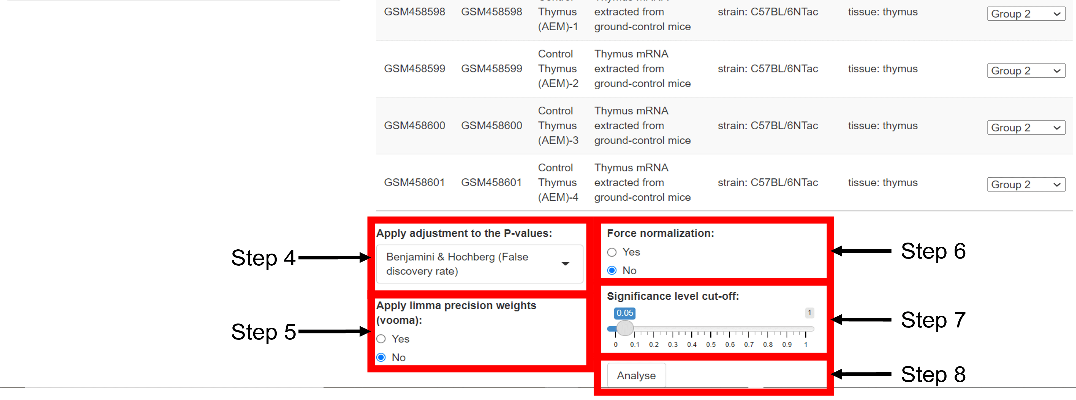 Control Thymus mRNA
GSM458598 GSM458598 Thymus extracted from strain: C57BL/6NTac tissue: thymus Group 2
(AEM)-1 ground-control mice
Control Thymus mRNA
GSM458599 GSM458599 Thymus extracted from strain: C57BL/6NTac tissue: thymus Group 2
(AEM)-2 ground-control mice
Control Thymus mRNA
GSM458600 GSM458600 Thymus extracted from strain: C57BL/6NTac tissue: thymus Group 2
(AEM)-3 ground-control mice
Control Thymus mRNA
GSM458601 GSM458601 Thymus extracted from strain: C57BL/6NTac tissue: thymus Group 2
(AEM)-4 ground-control mice
Step 4
Apply adjustment to the P-values:
Benjamini & Hochberg (False
discovery rate)
Step 5
Apply limma precision weights
(vooma):
Yes
No
Force normalization:
Yes
No
Step 6
Significance level cut-off:
0.05 1
0 0.1 0.2 0.3 0.4 0.5 0.6 0.7 0.8 0.9 1
Step 7
Analyse
Step 8